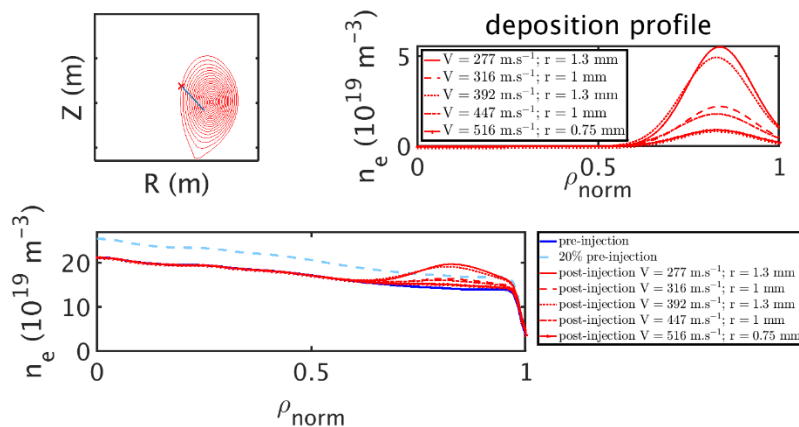 Z (m)
R (m)
deposition profile
n_e (10^19 m^-3)
5
0
V = 277 m.s^−1; r = 1.3 mm
V = 316 m.s^−1; r = 1 mm
V = 392 m.s^−1; r = 1.3 mm
V = 447 m.s^−1; r = 1 mm
V = 516 m.s^−1; r = 0.75 mm
0 0.5 1
ρ_norm
n_e (10^19 m^-3)
20
10
0
0 0.5 1
ρ_norm
pre-injection
20% pre-injection
post-injection V = 277 m.s^−1; r = 1.3 mm
post-injection V = 316 m.s^−1; r = 1 mm
post-injection V = 392 m.s^−1; r = 1.3 mm
post-injection V = 447 m.s^−1; r = 1 mm
post-injection V = 516 m.s^−1; r = 0.75 mm